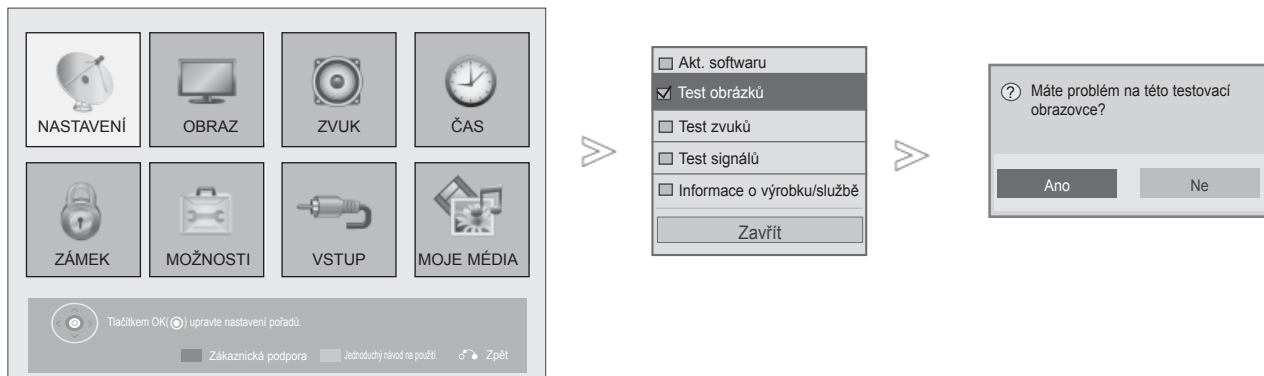 NASTAVENÍ
OBRAZ
ZVUK
ČAS
ZÁMEK
MOŽNOSTI
VSTUP
MOJE MÉDIA
Tlačítkem OK(◉) upravte nastavení pořadů.
Zákaznická podpora
Jednoduchý návod na použití.
Zpět
Akt. softwaru
Test obrázků
Test zvuků
Test signálů
Informace o výrobku/službě
Zavřít
? Máte problém na této testovací
obrazovce?
Ano
Ne